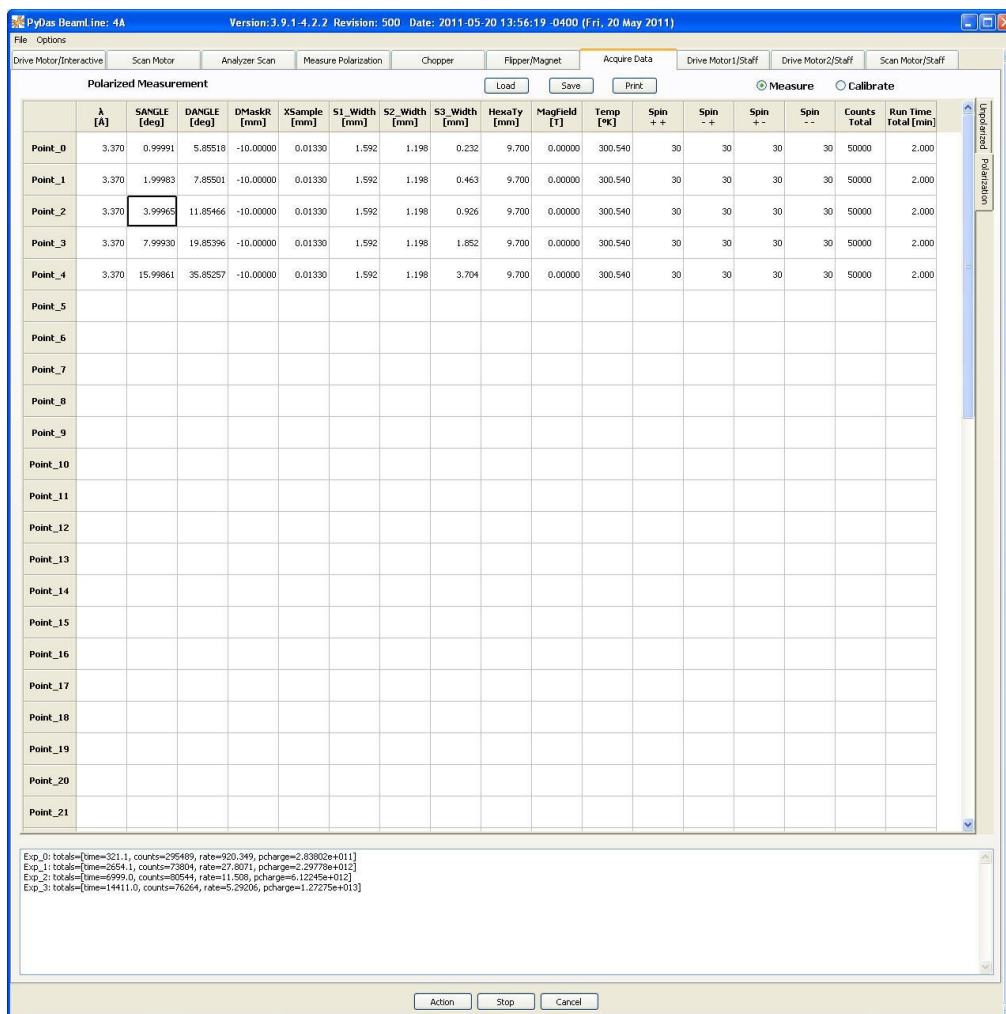 PyDas BeamLine: 4A Version:3.9.1-4.2.2 Revision: 500 Date: 2011-05-20 13:56:19 -0400 (Fri, 20 May 2011)
File Options
Drive Motor/Interactive Scan Motor Analyzer Scan Measure Polarization Chopper Flipper/Magnet Acquire Data Drive Motor1/Staff Drive Motor2/Staff Scan Motor/Staff
Polarized Measurement Load Save Print Measure Calibrate
λ SANGLE DANGLE DMaskR XSample S1_Width S2_Width S3_Width HexaTy MagField Temp Spin Spin Spin Spin Counts Run Time
[Å] [deg] [deg] [mm] [mm] [mm] [mm] [mm] [mm] [T] [ºK] + + - + + - - - Total Total [min]
Point_0 3.370 0.99991 5.85518 -10.00000 0.01330 1.592 1.198 0.232 9.700 0.00000 300.540 30 30 30 30 50000 2.000
Point_1 3.370 1.99983 7.85501 -10.00000 0.01330 1.592 1.198 0.463 9.700 0.00000 300.540 30 30 30 30 50000 2.000
Point_2 3.370 3.99965 11.85466 -10.00000 0.01330 1.592 1.198 0.926 9.700 0.00000 300.540 30 30 30 30 50000 2.000
Point_3 3.370 7.99930 19.85396 -10.00000 0.01330 1.592 1.198 1.852 9.700 0.00000 300.540 30 30 30 30 50000 2.000
Point_4 3.370 15.99861 35.85257 -10.00000 0.01330 1.592 1.198 3.704 9.700 0.00000 300.540 30 30 30 30 50000 2.000
Point_5
Point_6
Point_7
Point_8
Point_9
Point_10
Point_11
Point_12
Point_13
Point_14
Point_15
Point_16
Point_17
Point_18
Point_19
Point_20
Point_21
Unpolarized
Polarization
Exp_0: totals=[time=321.1, counts=295489, rate=920.349, pcharge=2.83802e+011]
Exp_1: totals=[time=2654.1, counts=73804, rate=27.8071, pcharge=2.29778e+012]
Exp_2: totals=[time=6999.0, counts=80544, rate=11.508, pcharge=6.12245e+012]
Exp_3: totals=[time=14411.0, counts=76264, rate=5.29206, pcharge=1.27275e+013]
Action Stop Cancel